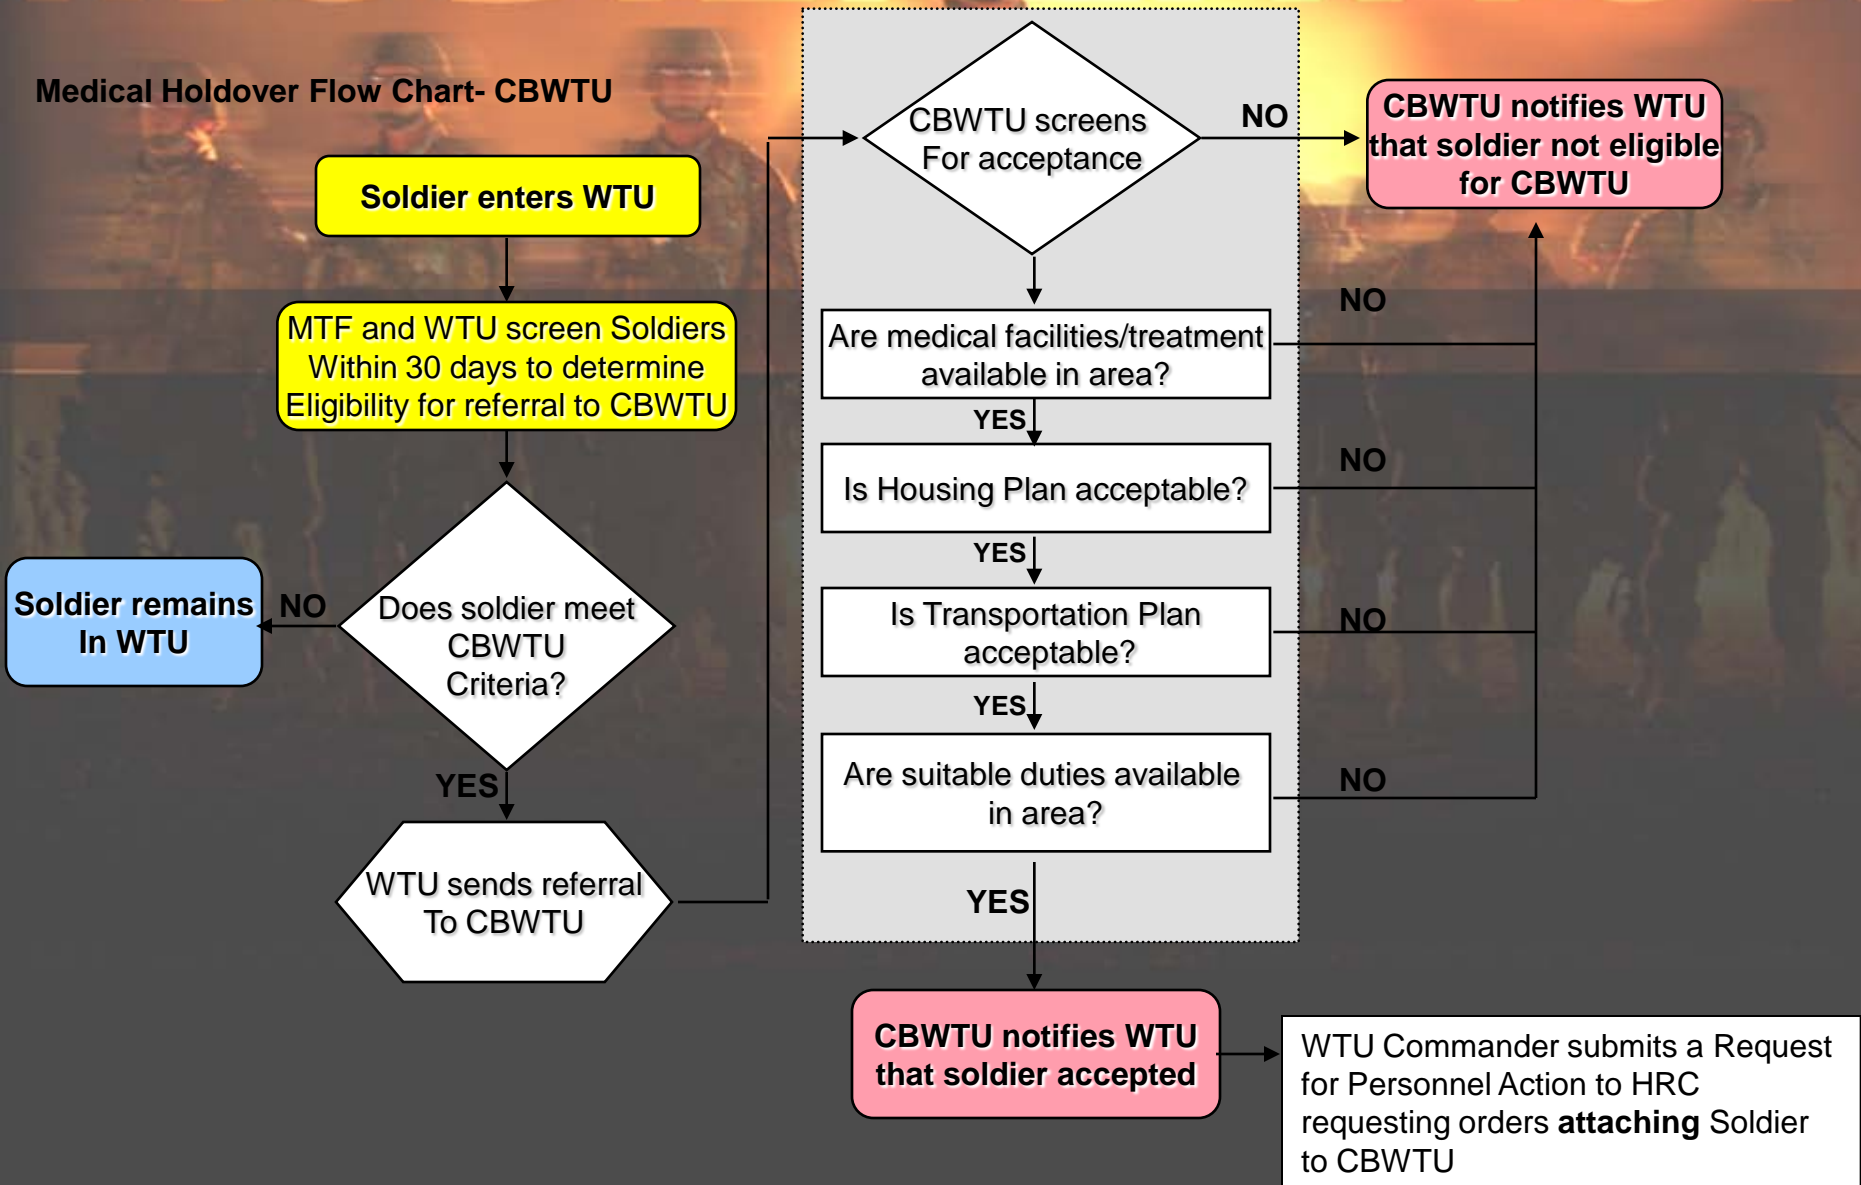 Medical Holdover Flow Chart- CBWTU
Soldier enters WTU
MTF and WTU screen Soldiers
Within 30 days to determine
Eligibility for referral to CBWTU
Does soldier meet
CBWTU
Criteria?
NO
Soldier remains
In WTU
YES
WTU sends referral
To CBWTU
CBWTU screens
For acceptance
NO
CBWTU notifies WTU
that soldier not eligible
for CBWTU
Are medical facilities/treatment
available in area?
NO
YES
Is Housing Plan acceptable?
NO
YES
Is Transportation Plan
acceptable?
NO
YES
Are suitable duties available
in area?
NO
YES
CBWTU notifies WTU
that soldier accepted
WTU Commander submits a Request
for Personnel Action to HRC
requesting orders attaching Soldier
to CBWTU